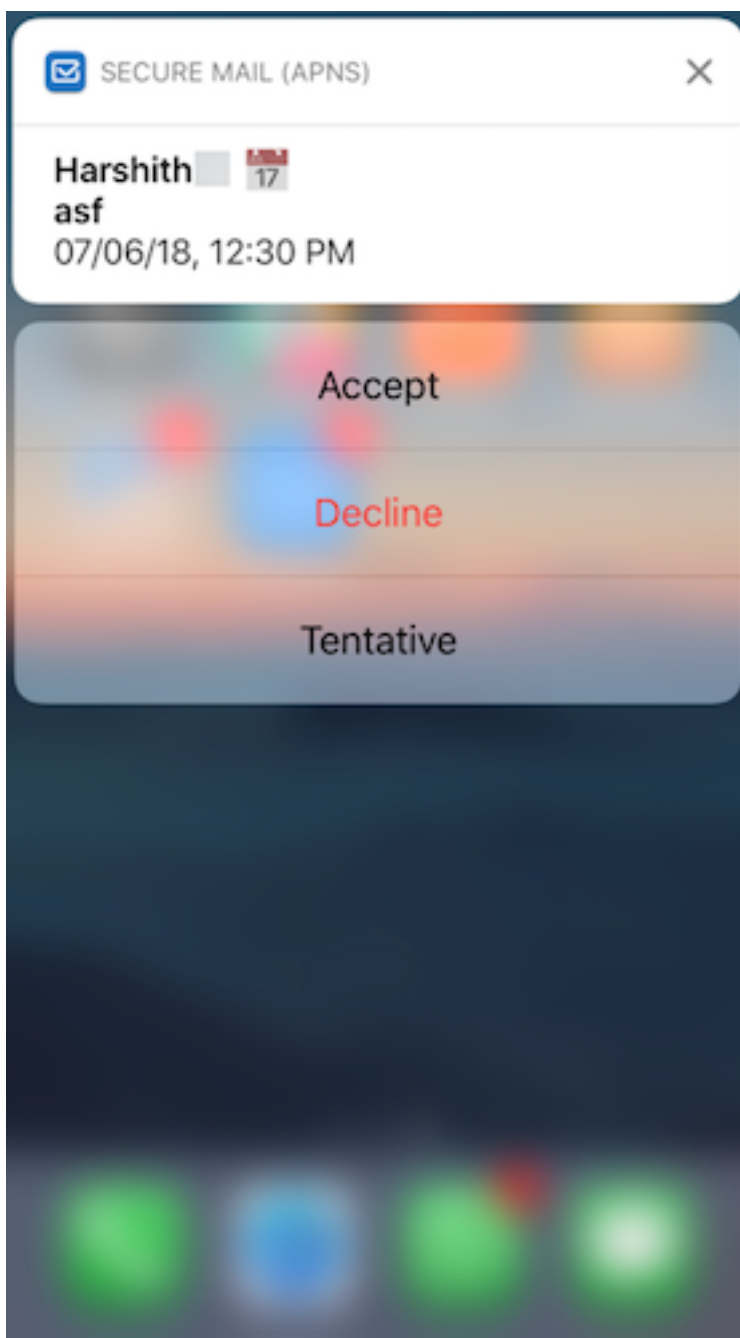 SECURE MAIL (APNS)
Harshith 📅 17
asf
07/06/18, 12:30 PM
Accept
Decline
Tentative